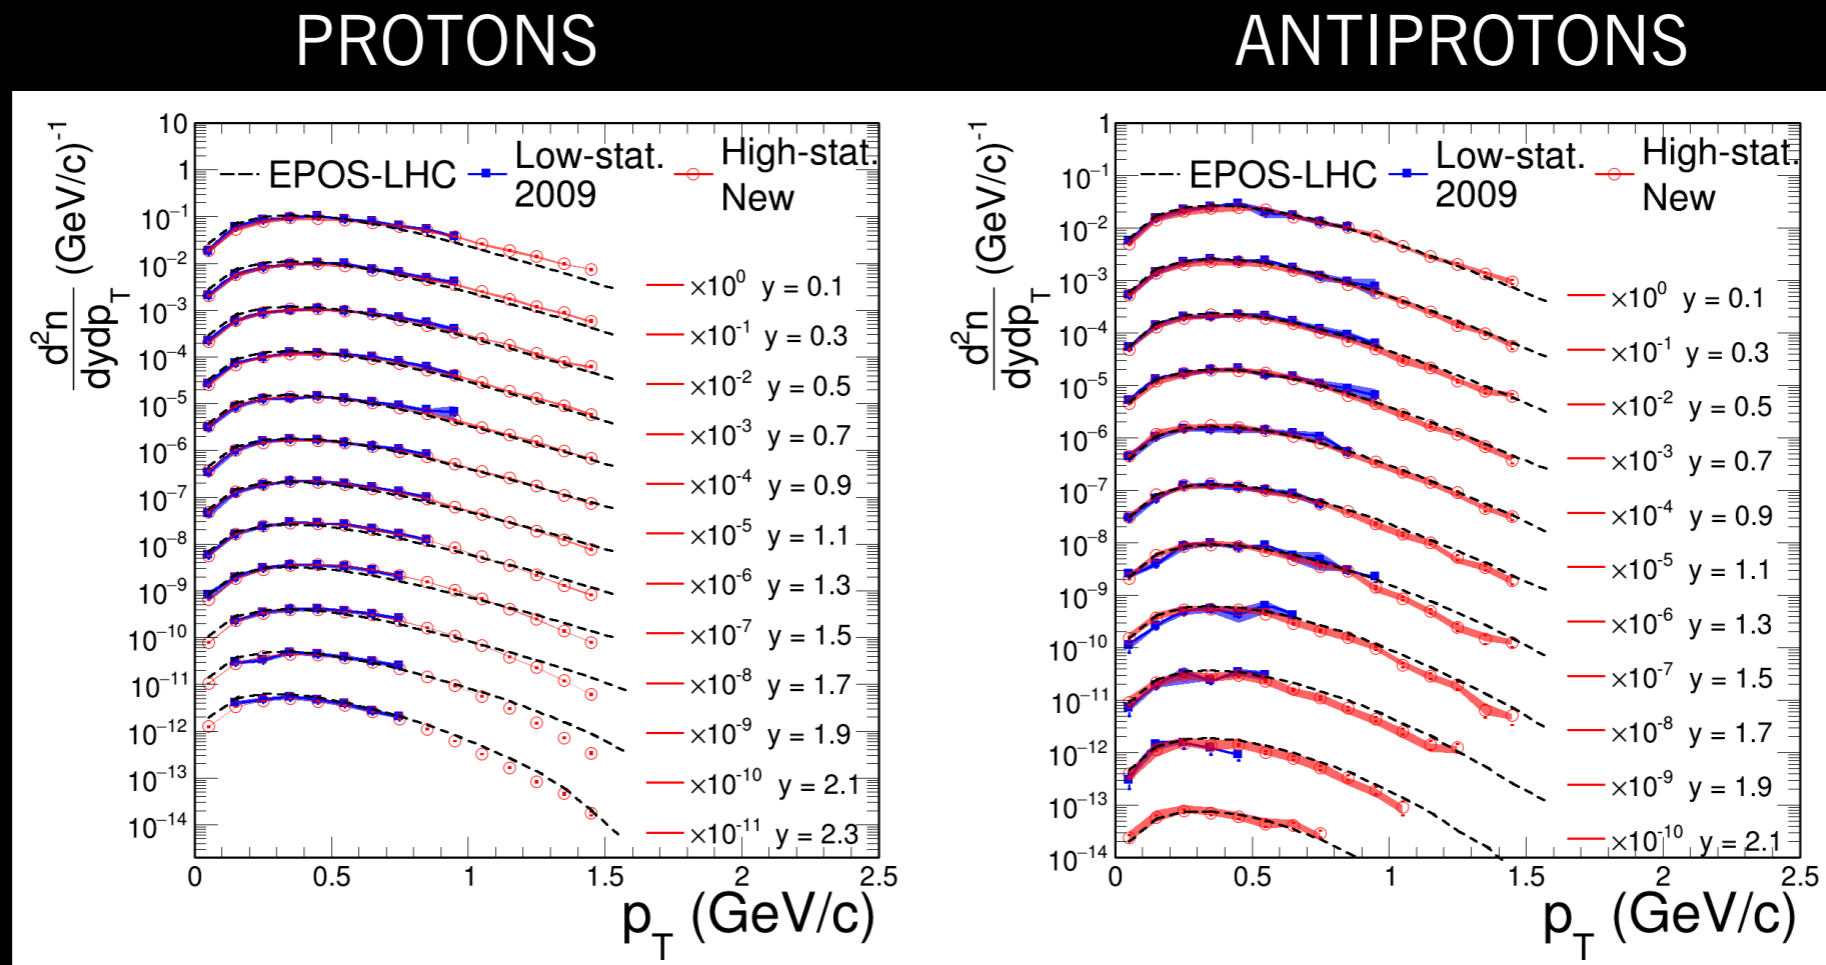 PROTONS
ANTIPROTONS
d²n/dydp_T (GeV/c)⁻¹
10
1
10⁻¹
10⁻²
10⁻³
10⁻⁴
10⁻⁵
10⁻⁶
10⁻⁷
10⁻⁸
10⁻⁹
10⁻¹⁰
10⁻¹¹
10⁻¹²
10⁻¹³
10⁻¹⁴
EPOS-LHC
Low-stat.
2009
High-stat.
New
×10⁰ y = 0.1
×10⁻¹ y = 0.3
×10⁻² y = 0.5
×10⁻³ y = 0.7
×10⁻⁴ y = 0.9
×10⁻⁵ y = 1.1
×10⁻⁶ y = 1.3
×10⁻⁷ y = 1.5
×10⁻⁸ y = 1.7
×10⁻⁹ y = 1.9
×10⁻¹⁰ y = 2.1
×10⁻¹¹ y = 2.3
0 0.5 1 1.5 2 2.5
p_T (GeV/c)
d²n/dydp_T (GeV/c)⁻¹
1
10⁻¹
10⁻²
10⁻³
10⁻⁴
10⁻⁵
10⁻⁶
10⁻⁷
10⁻⁸
10⁻⁹
10⁻¹⁰
10⁻¹¹
10⁻¹²
10⁻¹³
10⁻¹⁴
EPOS-LHC
Low-stat.
2009
High-stat.
New
×10⁰ y = 0.1
×10⁻¹ y = 0.3
×10⁻² y = 0.5
×10⁻³ y = 0.7
×10⁻⁴ y = 0.9
×10⁻⁵ y = 1.1
×10⁻⁶ y = 1.3
×10⁻⁷ y = 1.5
×10⁻⁸ y = 1.7
×10⁻⁹ y = 1.9
×10⁻¹⁰ y = 2.1
0 0.5 1 1.5 2 2.5
p_T (GeV/c)